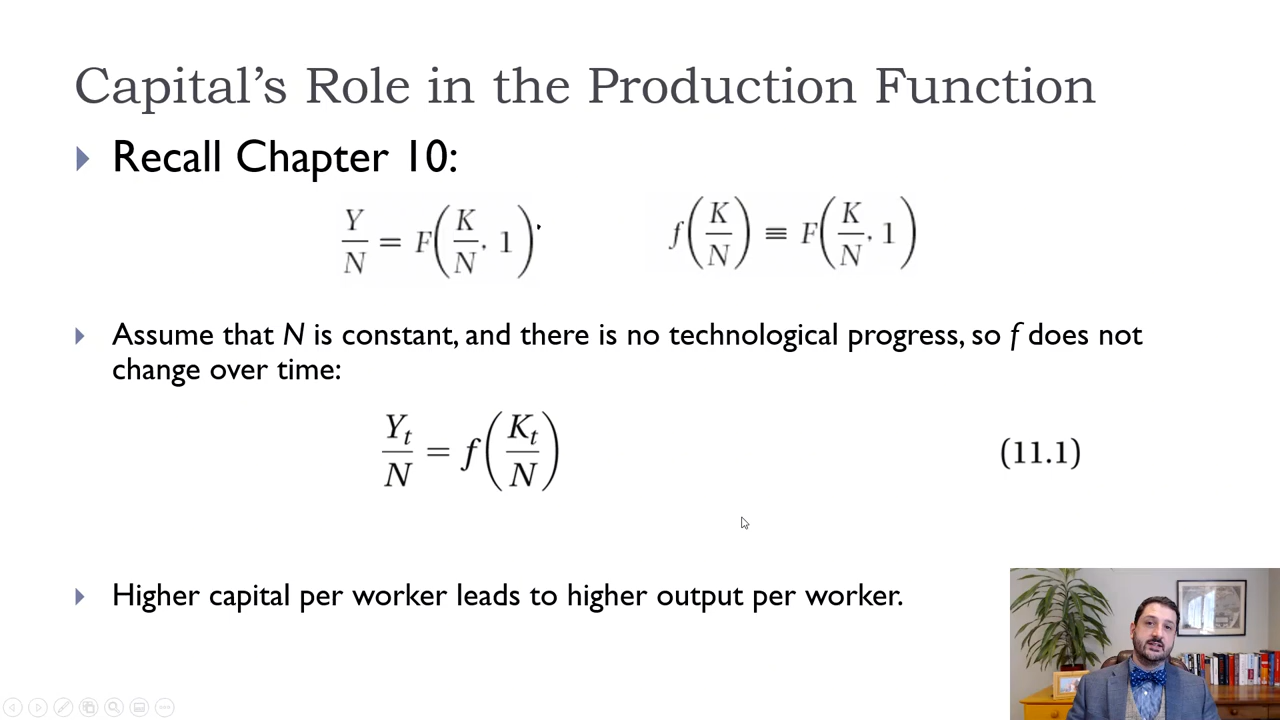 Capital’s Role in the Production Function
Recall Chapter 10:
Y/N = F(K/N, 1). f(K/N) ≡ F(K/N, 1)
Assume that N is constant, and there is no technological progress, so f does not
change over time:
Yₜ/N = f(Kₜ/N) (11.1)
Higher capital per worker leads to higher output per worker.